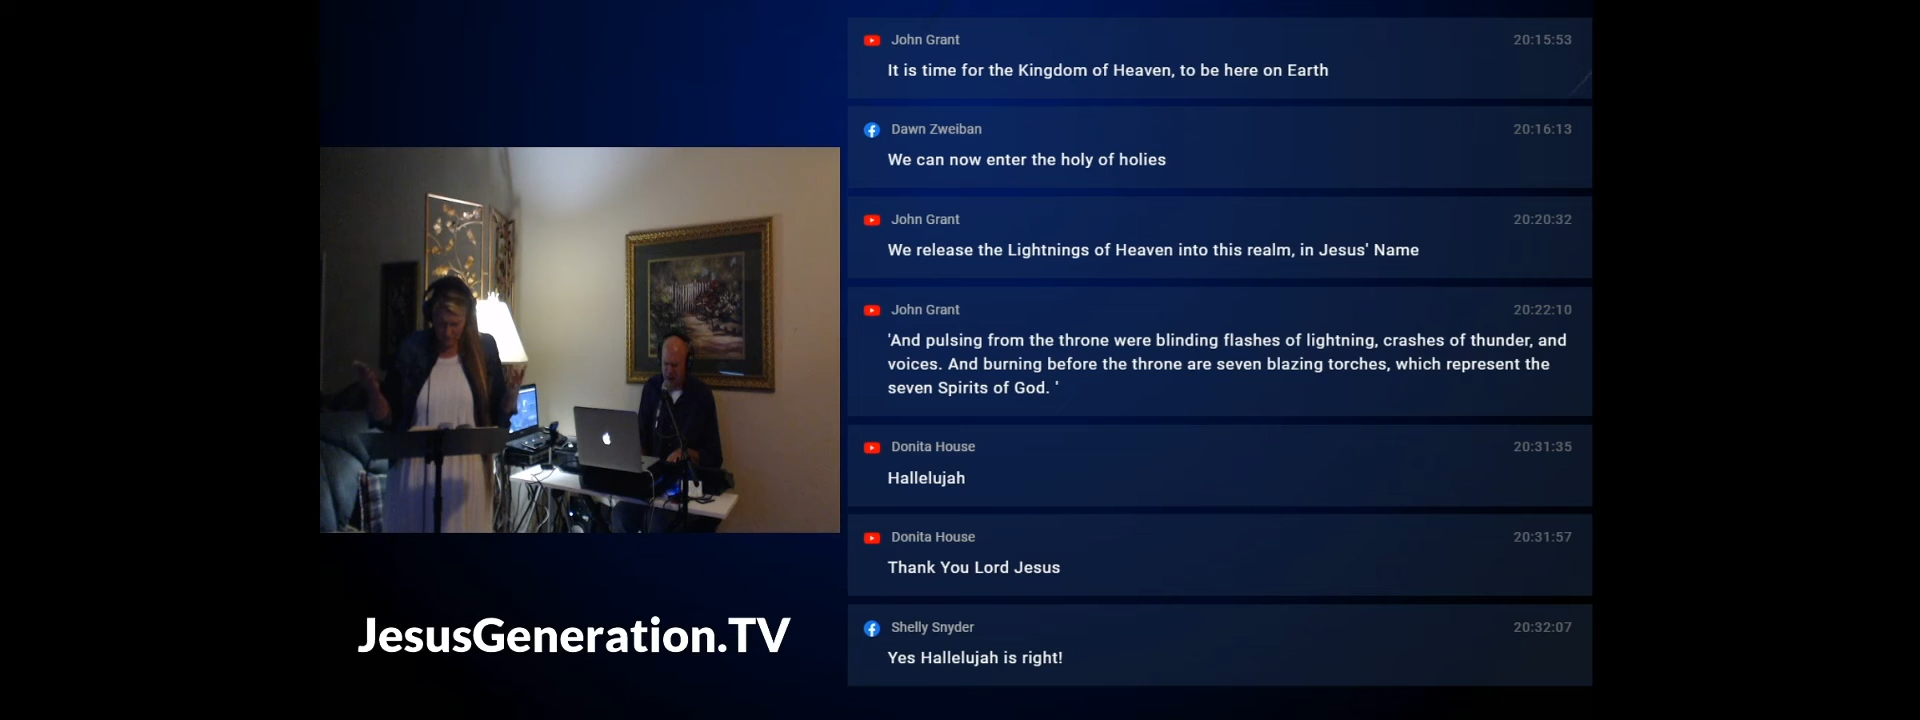 John Grant 20:15:53
It is time for the Kingdom of Heaven, to be here on Earth
Dawn Zweiban 20:16:13
We can now enter the holy of holies
John Grant 20:20:32
We release the Lightnings of Heaven into this realm, in Jesus' Name
John Grant 20:22:10
'And pulsing from the throne were blinding flashes of lightning, crashes of thunder, and
voices. And burning before the throne are seven blazing torches, which represent the
seven Spirits of God. '
Donita House 20:31:35
Hallelujah
Donita House 20:31:57
Thank You Lord Jesus
Shelly Snyder 20:32:07
Yes Hallelujah is right!
JesusGeneration.TV